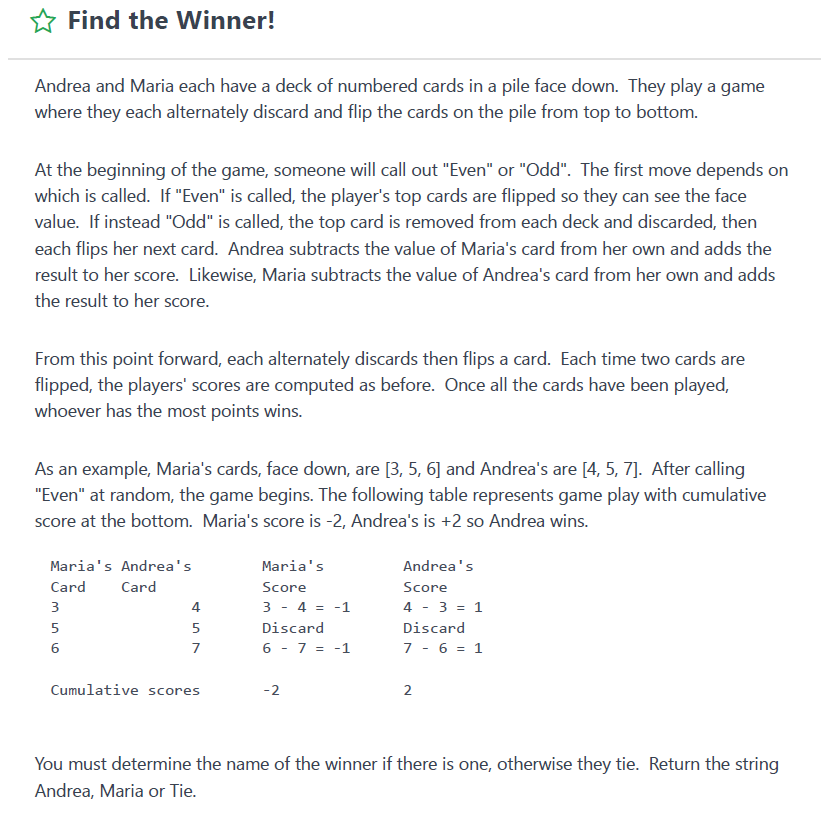 Find the Winner!
Andrea and Maria each have a deck of numbered cards in a pile face down.  They play a game
where they each alternately discard and flip the cards on the pile from top to bottom.
At the beginning of the game, someone will call out "Even" or "Odd".  The first move depends on
which is called.  If "Even" is called, the player's top cards are flipped so they can see the face
value.  If instead "Odd" is called, the top card is removed from each deck and discarded, then
each flips her next card.  Andrea subtracts the value of Maria's card from her own and adds the
result to her score.  Likewise, Maria subtracts the value of Andrea's card from her own and adds
the result to her score.
From this point forward, each alternately discards then flips a card.  Each time two cards are
flipped, the players' scores are computed as before.  Once all the cards have been played,
whoever has the most points wins.
As an example, Maria's cards, face down, are [3, 5, 6] and Andrea's are [4, 5, 7].  After calling
"Even" at random, the game begins. The following table represents game play with cumulative
score at the bottom.  Maria's score is -2, Andrea's is +2 so Andrea wins.
Maria's Andrea's Maria's Andrea's
Card Card Score Score
3 4 3 - 4 = -1 4 - 3 = 1
5 5 Discard Discard
6 7 6 - 7 = -1 7 - 6 = 1
Cumulative scores -2 2
You must determine the name of the winner if there is one, otherwise they tie.  Return the string
Andrea, Maria or Tie.